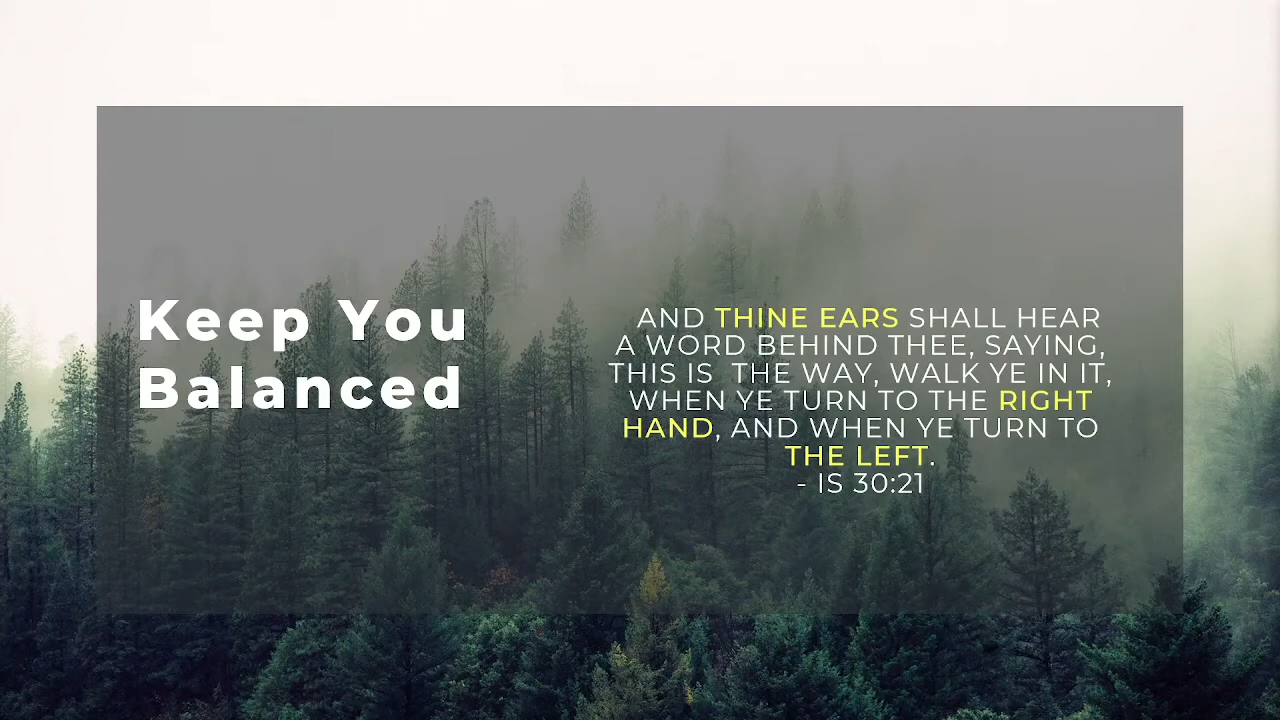 Keep You
Balanced
AND THINE EARS SHALL HEAR
A WORD BEHIND THEE, SAYING,
THIS IS THE WAY, WALK YE IN IT,
WHEN YE TURN TO THE RIGHT
HAND, AND WHEN YE TURN TO
THE LEFT.
- IS 30:21